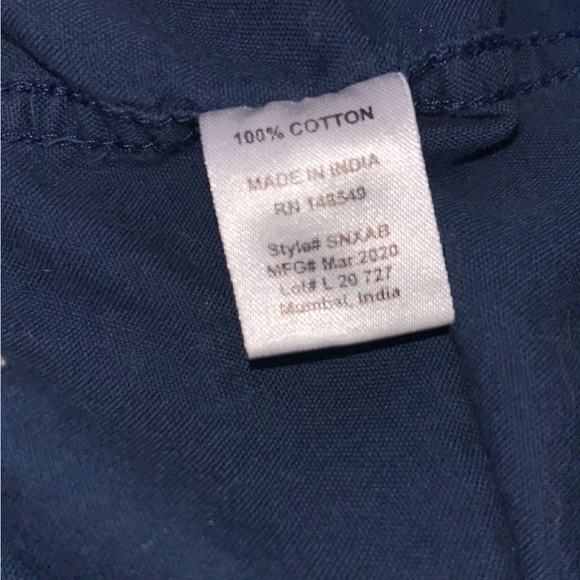 100% COTTON
MADE IN INDIA
RN 148549
Style# SNXAB
MFG# Mar 2020
Lot# L 20 727
Mumbai, India